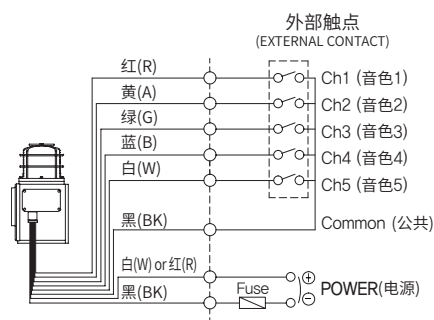 外部触点
(EXTERNAL CONTACT)
红(R)
Ch1 (音色1)
黄(A)
Ch2 (音色2)
绿(G)
Ch3 (音色3)
蓝(B)
Ch4 (音色4)
白(W)
Ch5 (音色5)
黑(BK)
Common (公共)
白(W) or 红(R)
黑(BK)
Fuse
+
−
POWER(电源)